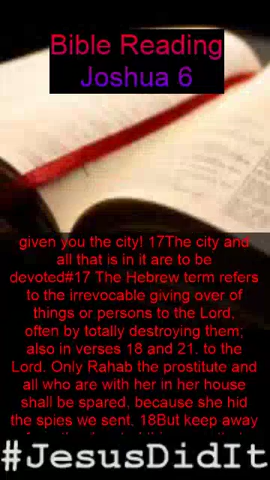 Bible Reading
Joshua 6
given you the city! 17The city and
all that is in it are to be
devoted#17 The Hebrew term refers
to the irrevocable giving over of
things or persons to the Lord,
often by totally destroying them;
also in verses 18 and 21. to the
Lord. Only Rahab the prostitute and
all who are with her in her house
shall be spared, because she hid
the spies we sent. 18But keep away
#JesusDidIt